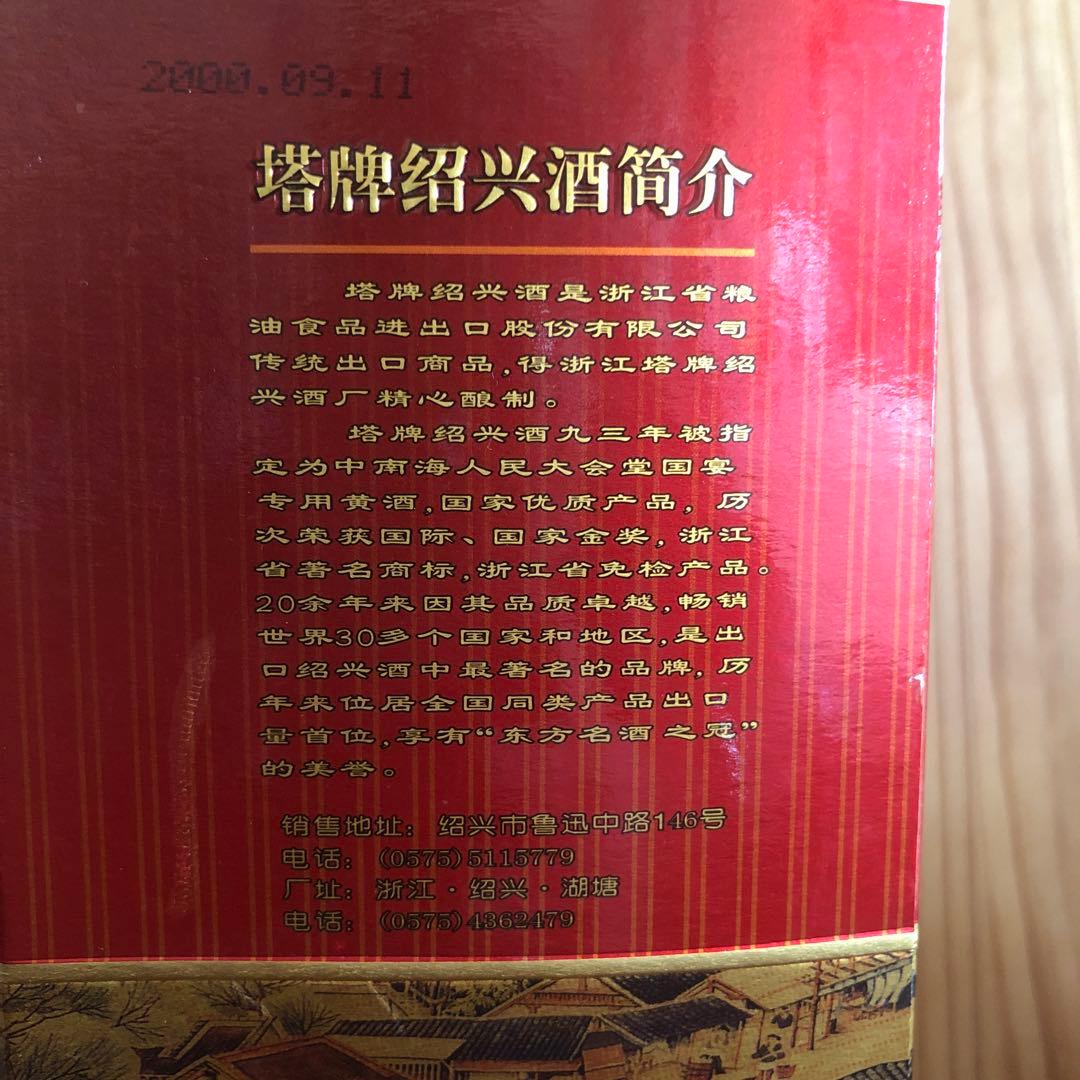 2000.09.11
塔牌绍兴酒简介
塔牌绍兴酒是浙江省粮
油食品进出口股份有限公司
传统出口商品,得浙江塔牌绍
兴酒厂精心酿制。
塔牌绍兴酒九三年被指
定为中南海人民大会堂国宴
专用黄酒,国家优质产品,历
次荣获国际、国家金奖,浙江
省著名商标,浙江省免检产品。
20余年来因其品质卓越,畅销
世界30多个国家和地区,是出
口绍兴酒中最著名的品牌,历
年来位居全国同类产品出口
量首位,享有“东方名酒之冠”
的美誉。
销售地址:绍兴市鲁迅中路146号
电话:(0575)5115779
厂址:浙江·绍兴·湖塘
电话:(0575)4362479